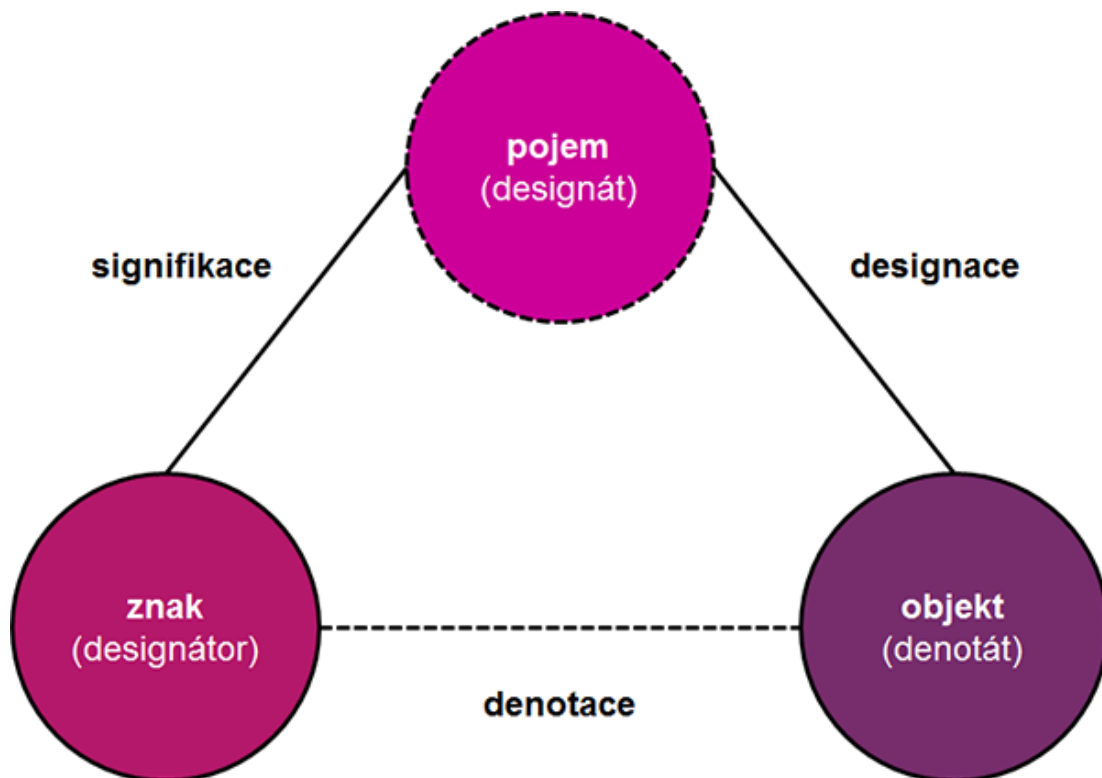 pojem
(designát)
signifikace
designace
znak
(designátor)
objekt
(denotát)
denotace